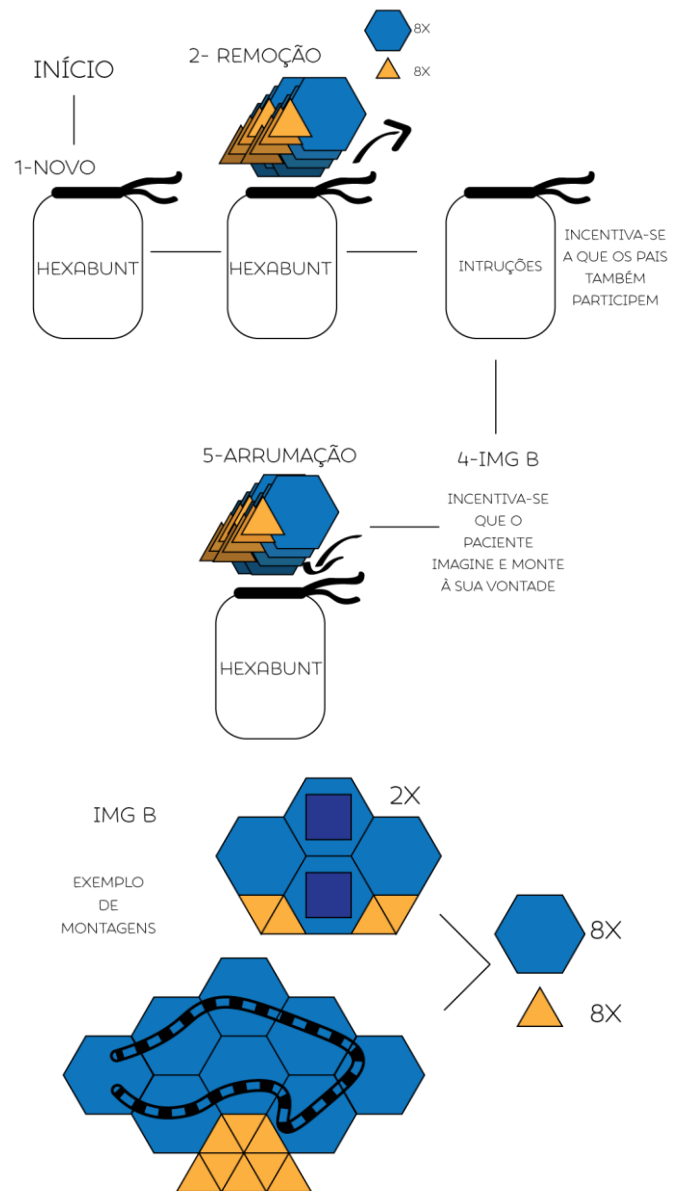 INÍCIO
2- REMOÇÃO
8X
8X
1-NOVO
HEXABUNT
HEXABUNT
INTRUÇÕES
INCENTIVA-SE
A QUE OS PAIS
TAMBÉM
PARTICIPEM
4-IMG B
INCENTIVA-SE
QUE O
PACIENTE
IMAGINE E MONTE
À SUA VONTADE
5-ARRUMAÇÃO
HEXABUNT
IMG B
2X
EXEMPLO
DE
MONTAGENS
8X
8X